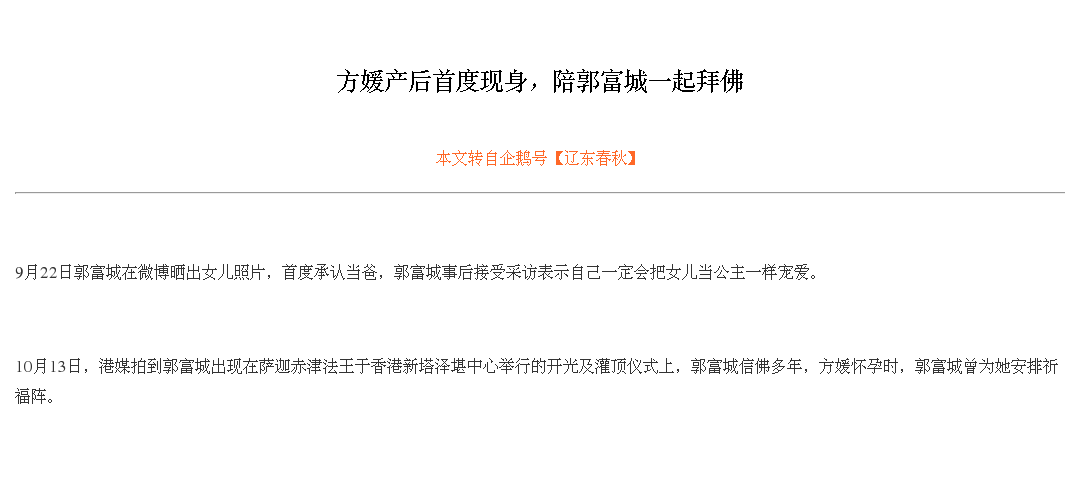 方媛产后首度现身，陪郭富城一起拜佛
本文转自企鹅号【辽东春秋】
9月22日郭富城在微博晒出女儿照片，首度承认当爸，郭富城事后接受采访表示自己一定会把女儿当公主一样宠爱。
10月13日，港媒拍到郭富城出现在萨迦赤津法王于香港新塔泽堪中心举行的开光及灌顶仪式上，郭富城信佛多年，方媛怀孕时，郭富城曾为她安排祈
福阵。